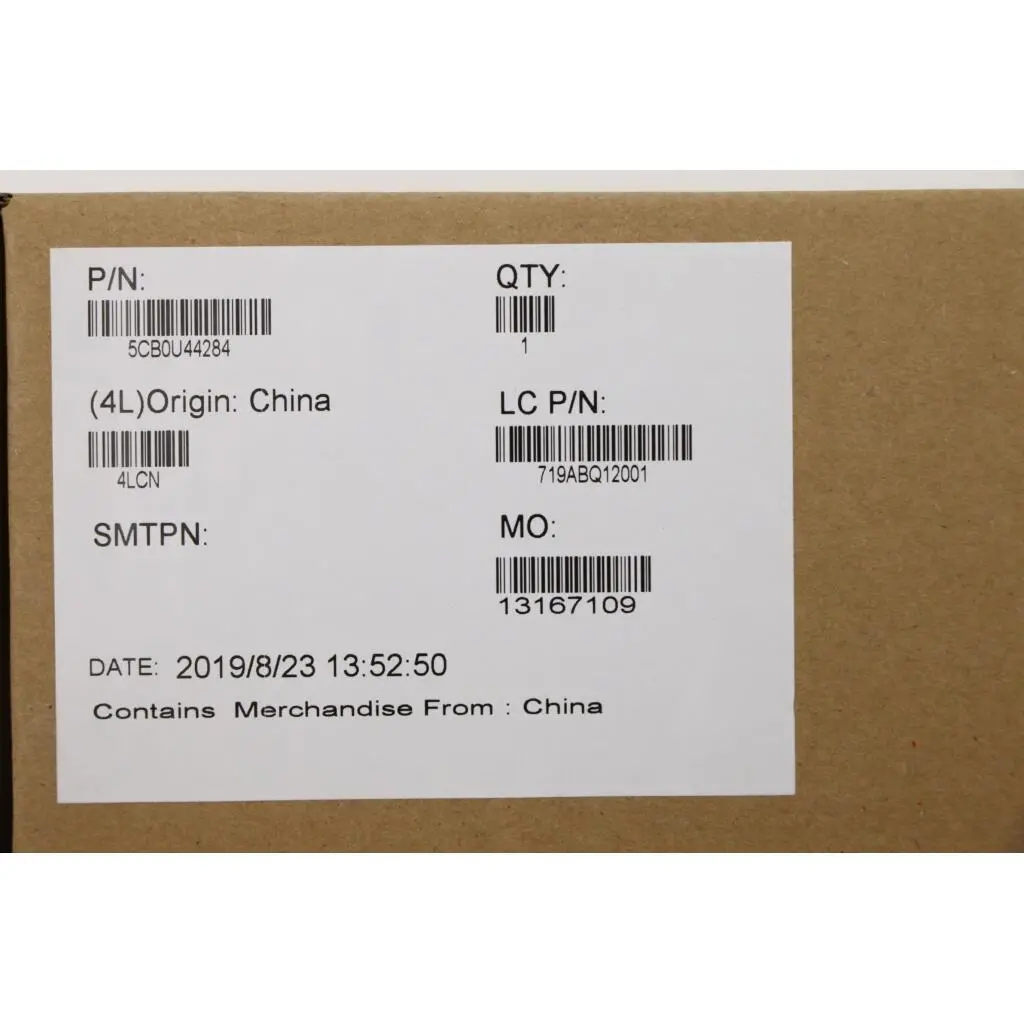 P/N:
5CB0U44284
QTY:
1
(4L)Origin: China
4LCN
LC P/N:
719ABQ12001
SMTPN:
MO:
13167109
DATE: 2019/8/23 13:52:50
Contains Merchandise From : China